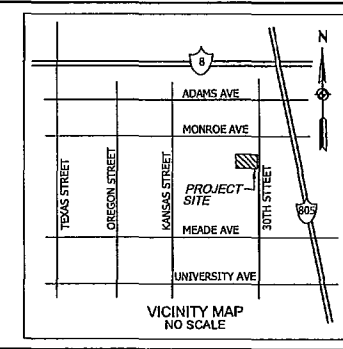 N
8
ADAMS AVE
MONROE AVE
TEXAS STREET
OREGON STREET
KANSAS STREET
PROJECT
SITE
30TH STTEET
805
MEADE AVE
UNIVERSITY AVE
VICINITY MAP
NO SCALE